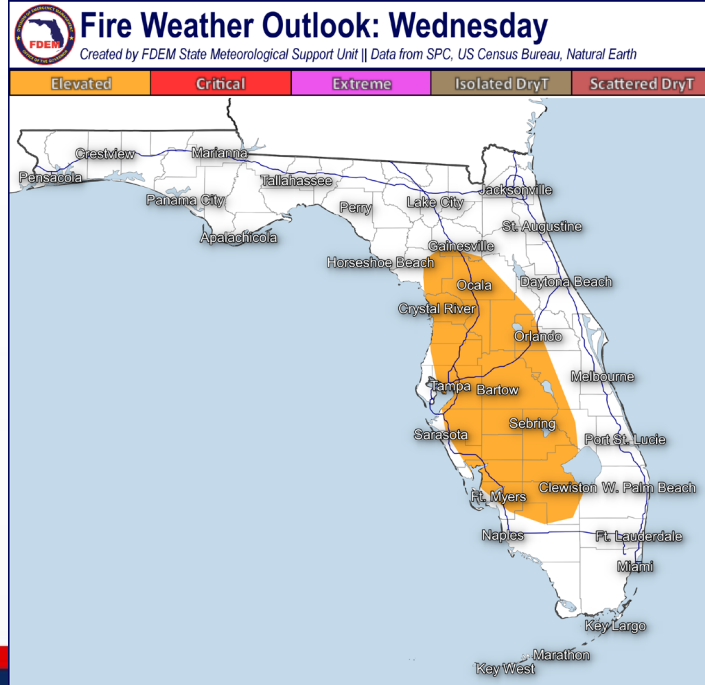 Fire Weather Outlook: Wednesday
FDEM
Created by FDEM State Meteorological Support Unit || Data from SPC, US Census Bureau, Natural Earth
Elevated Critical Extreme Isolated DryT Scattered DryT
Crestview
Marianna
Pensacola
Tallahassee
Jacksonville
Panama City
Perry
Lake City
Apalachicola
St. Augustine
Gainesville
Horseshoe Beach
Ocala
Daytona Beach
Crystal River
Orlando
Melbourne
Tampa
Bartow
Sebring
Sarasota
Port St. Lucie
Clewiston
W. Palm Beach
Ft. Myers
Naples
Ft. Lauderdale
Miami
Key Largo
Marathon
Key West